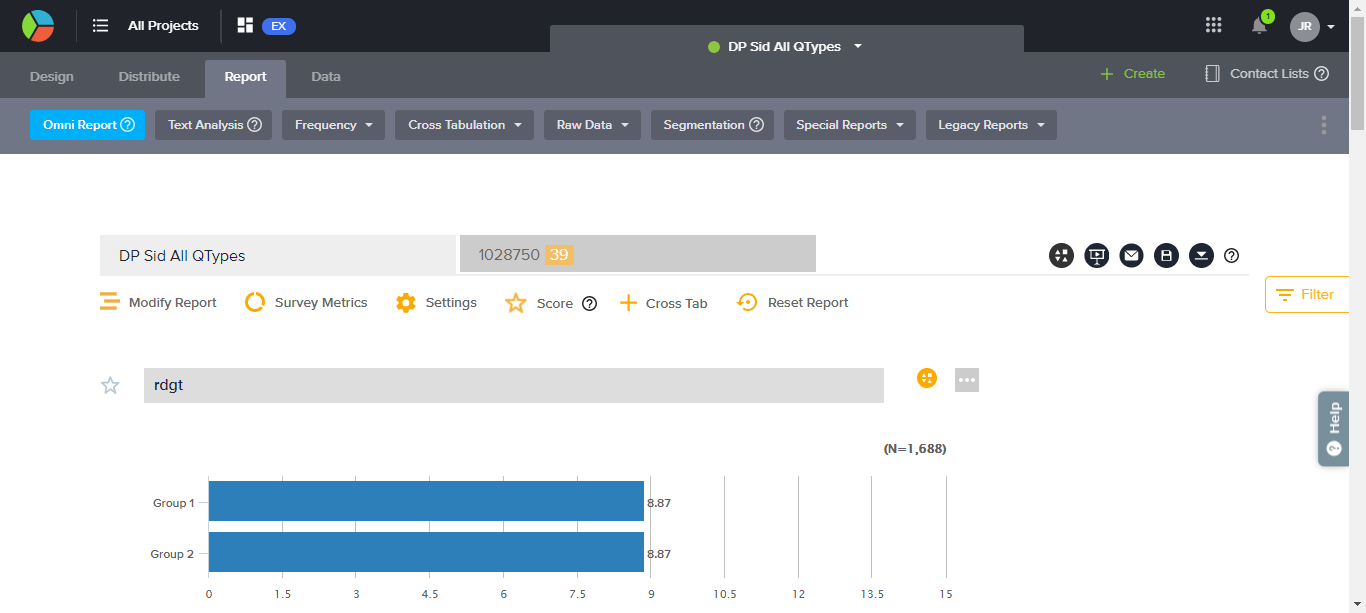 All Projects
EX
DP Sid All QTypes
1
JR
Design
Distribute
Report
Data
+ Create
Contact Lists ?
Omni Report ?
Text Analysis ?
Frequency
Cross Tabulation
Raw Data
Segmentation ?
Special Reports
Legacy Reports
DP Sid All QTypes
1028750 39
?
Modify Report
Survey Metrics
Settings
Score ?
+ Cross Tab
Reset Report
Filter
rdgt
Help ?
(N=1,688)
Group 1
8.87
Group 2
8.87
0 1.5 3 4.5 6 7.5 9 10.5 12 13.5 15